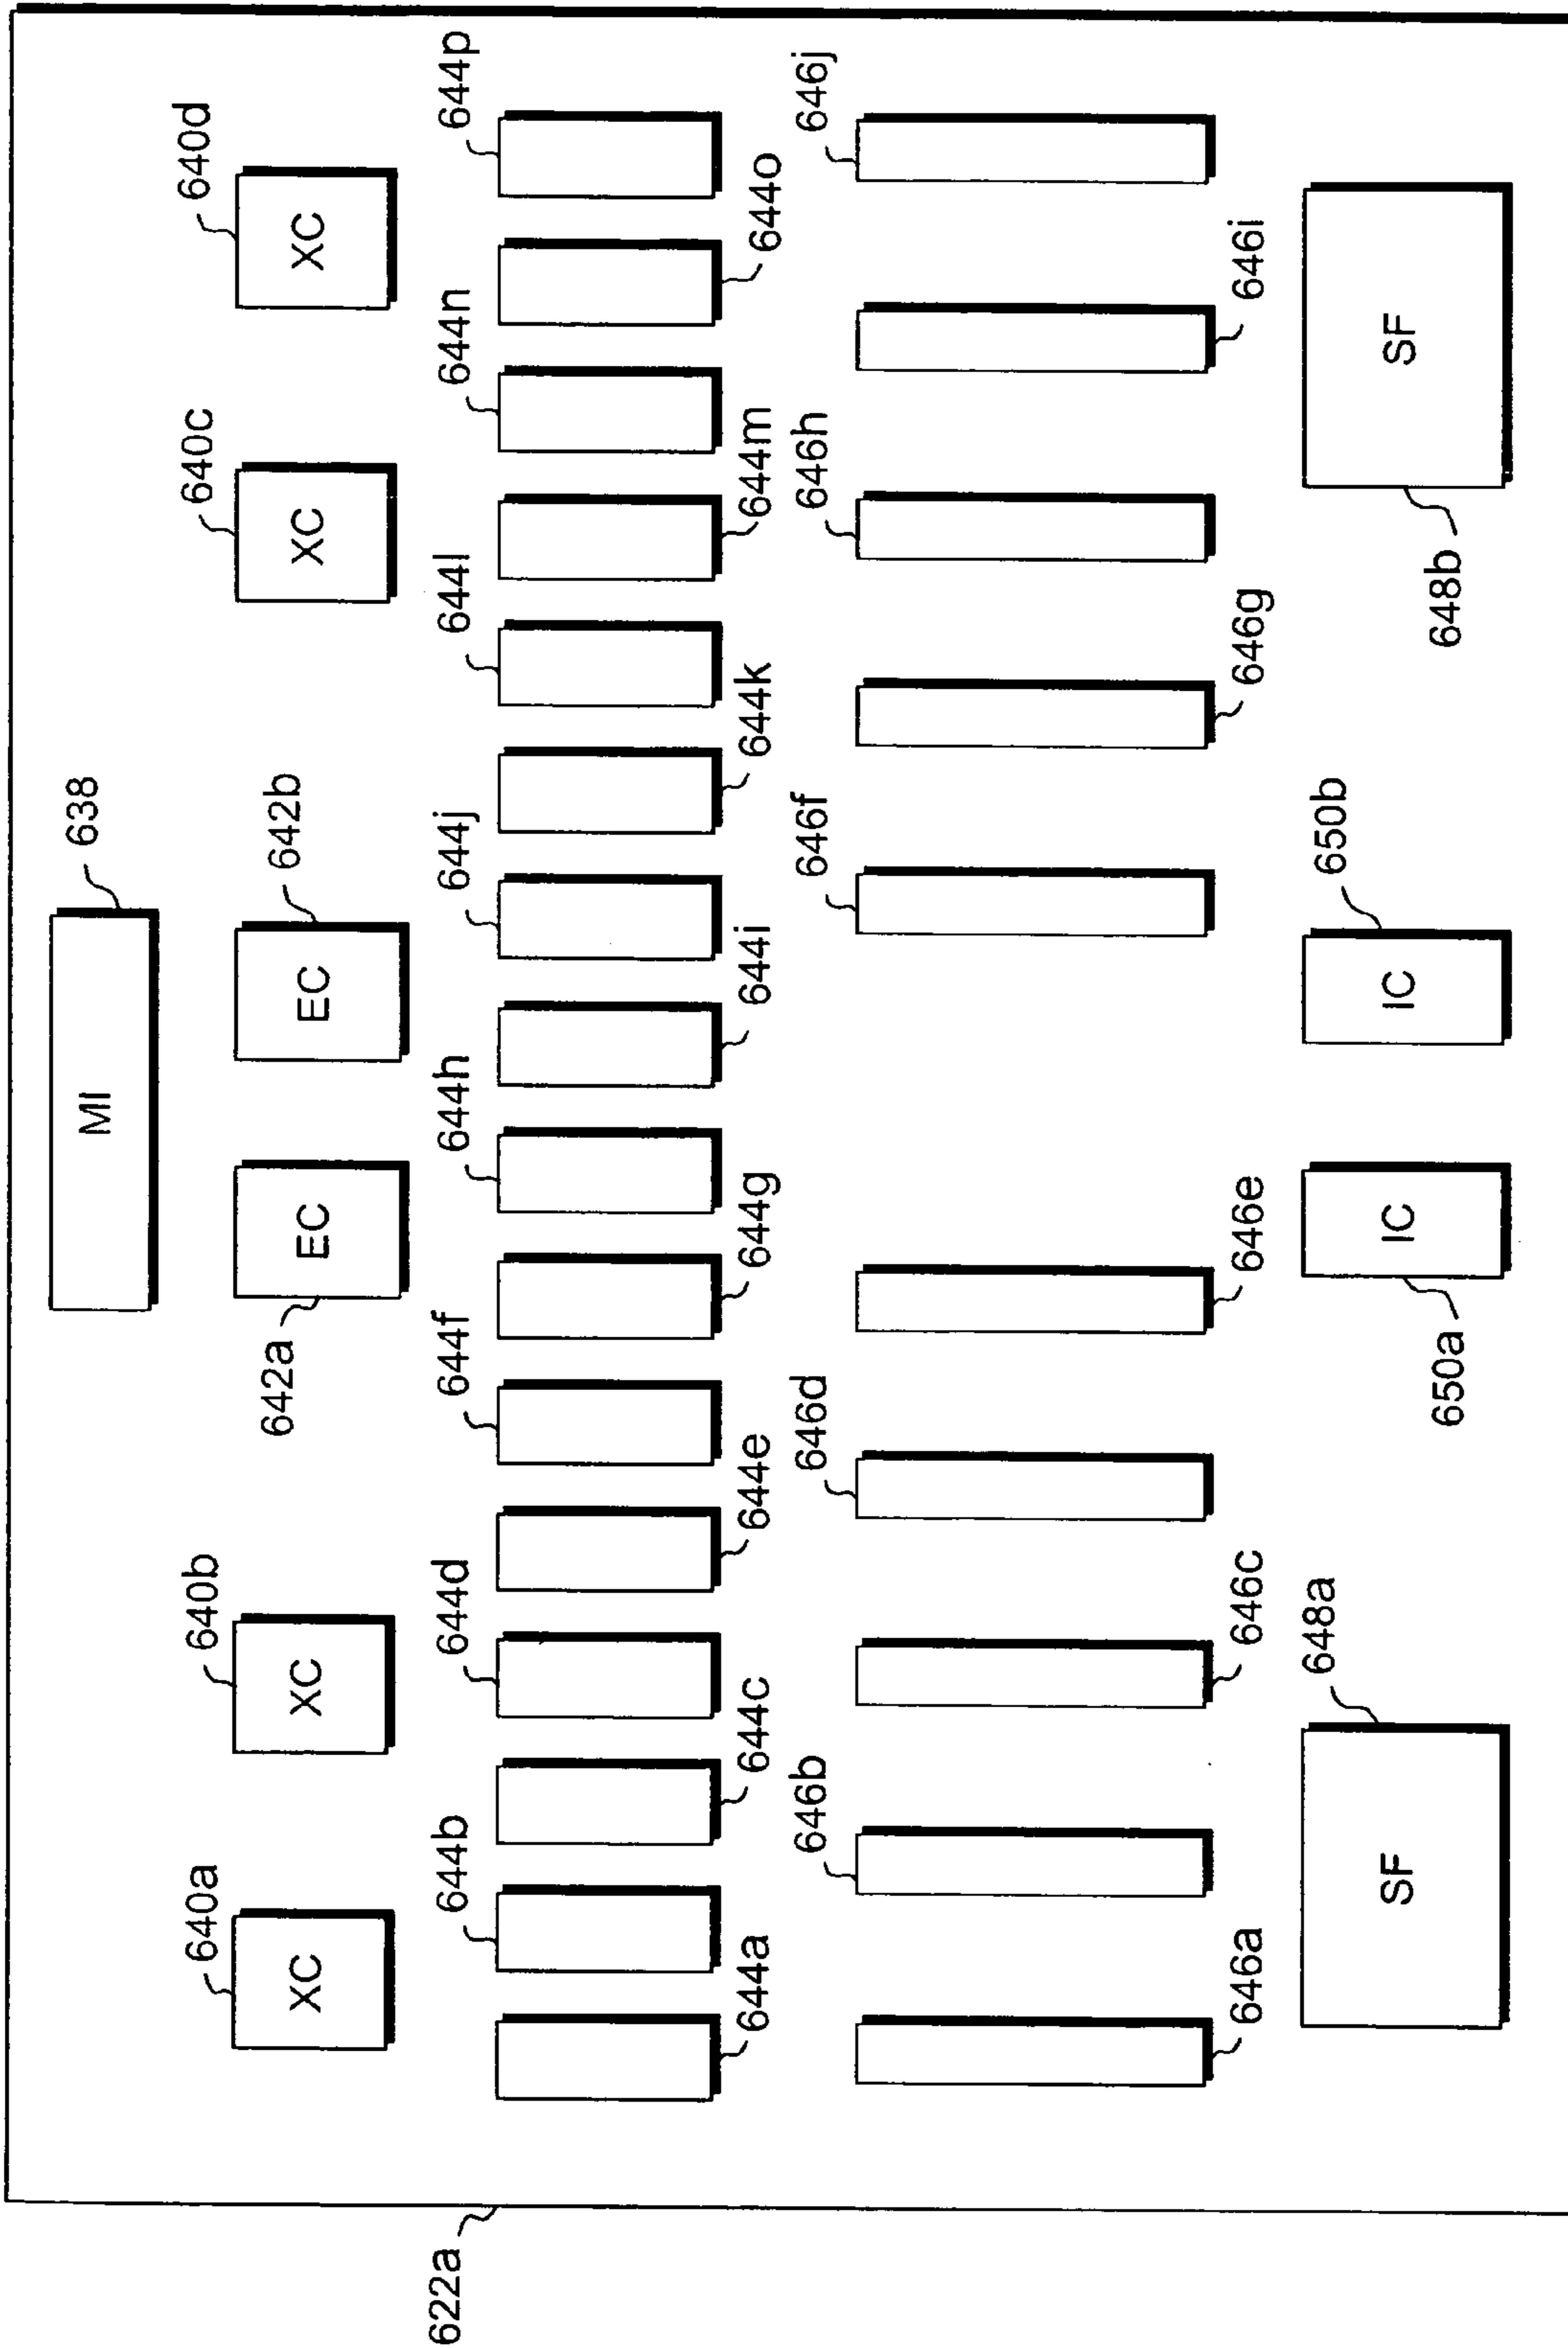 638
MI
640a
640b
642a
642b
640c
640d
XC
XC
EC
EC
XC
XC
644b
644d
644f
644h
644j
644l
644n
644p
644a
644c
644e
644g
644i
644k
644m
644o
646b
646d
646f
646h
646j
646a
646c
646e
646g
646i
648a
650a
650b
648b
SF
IC
IC
SF
622a